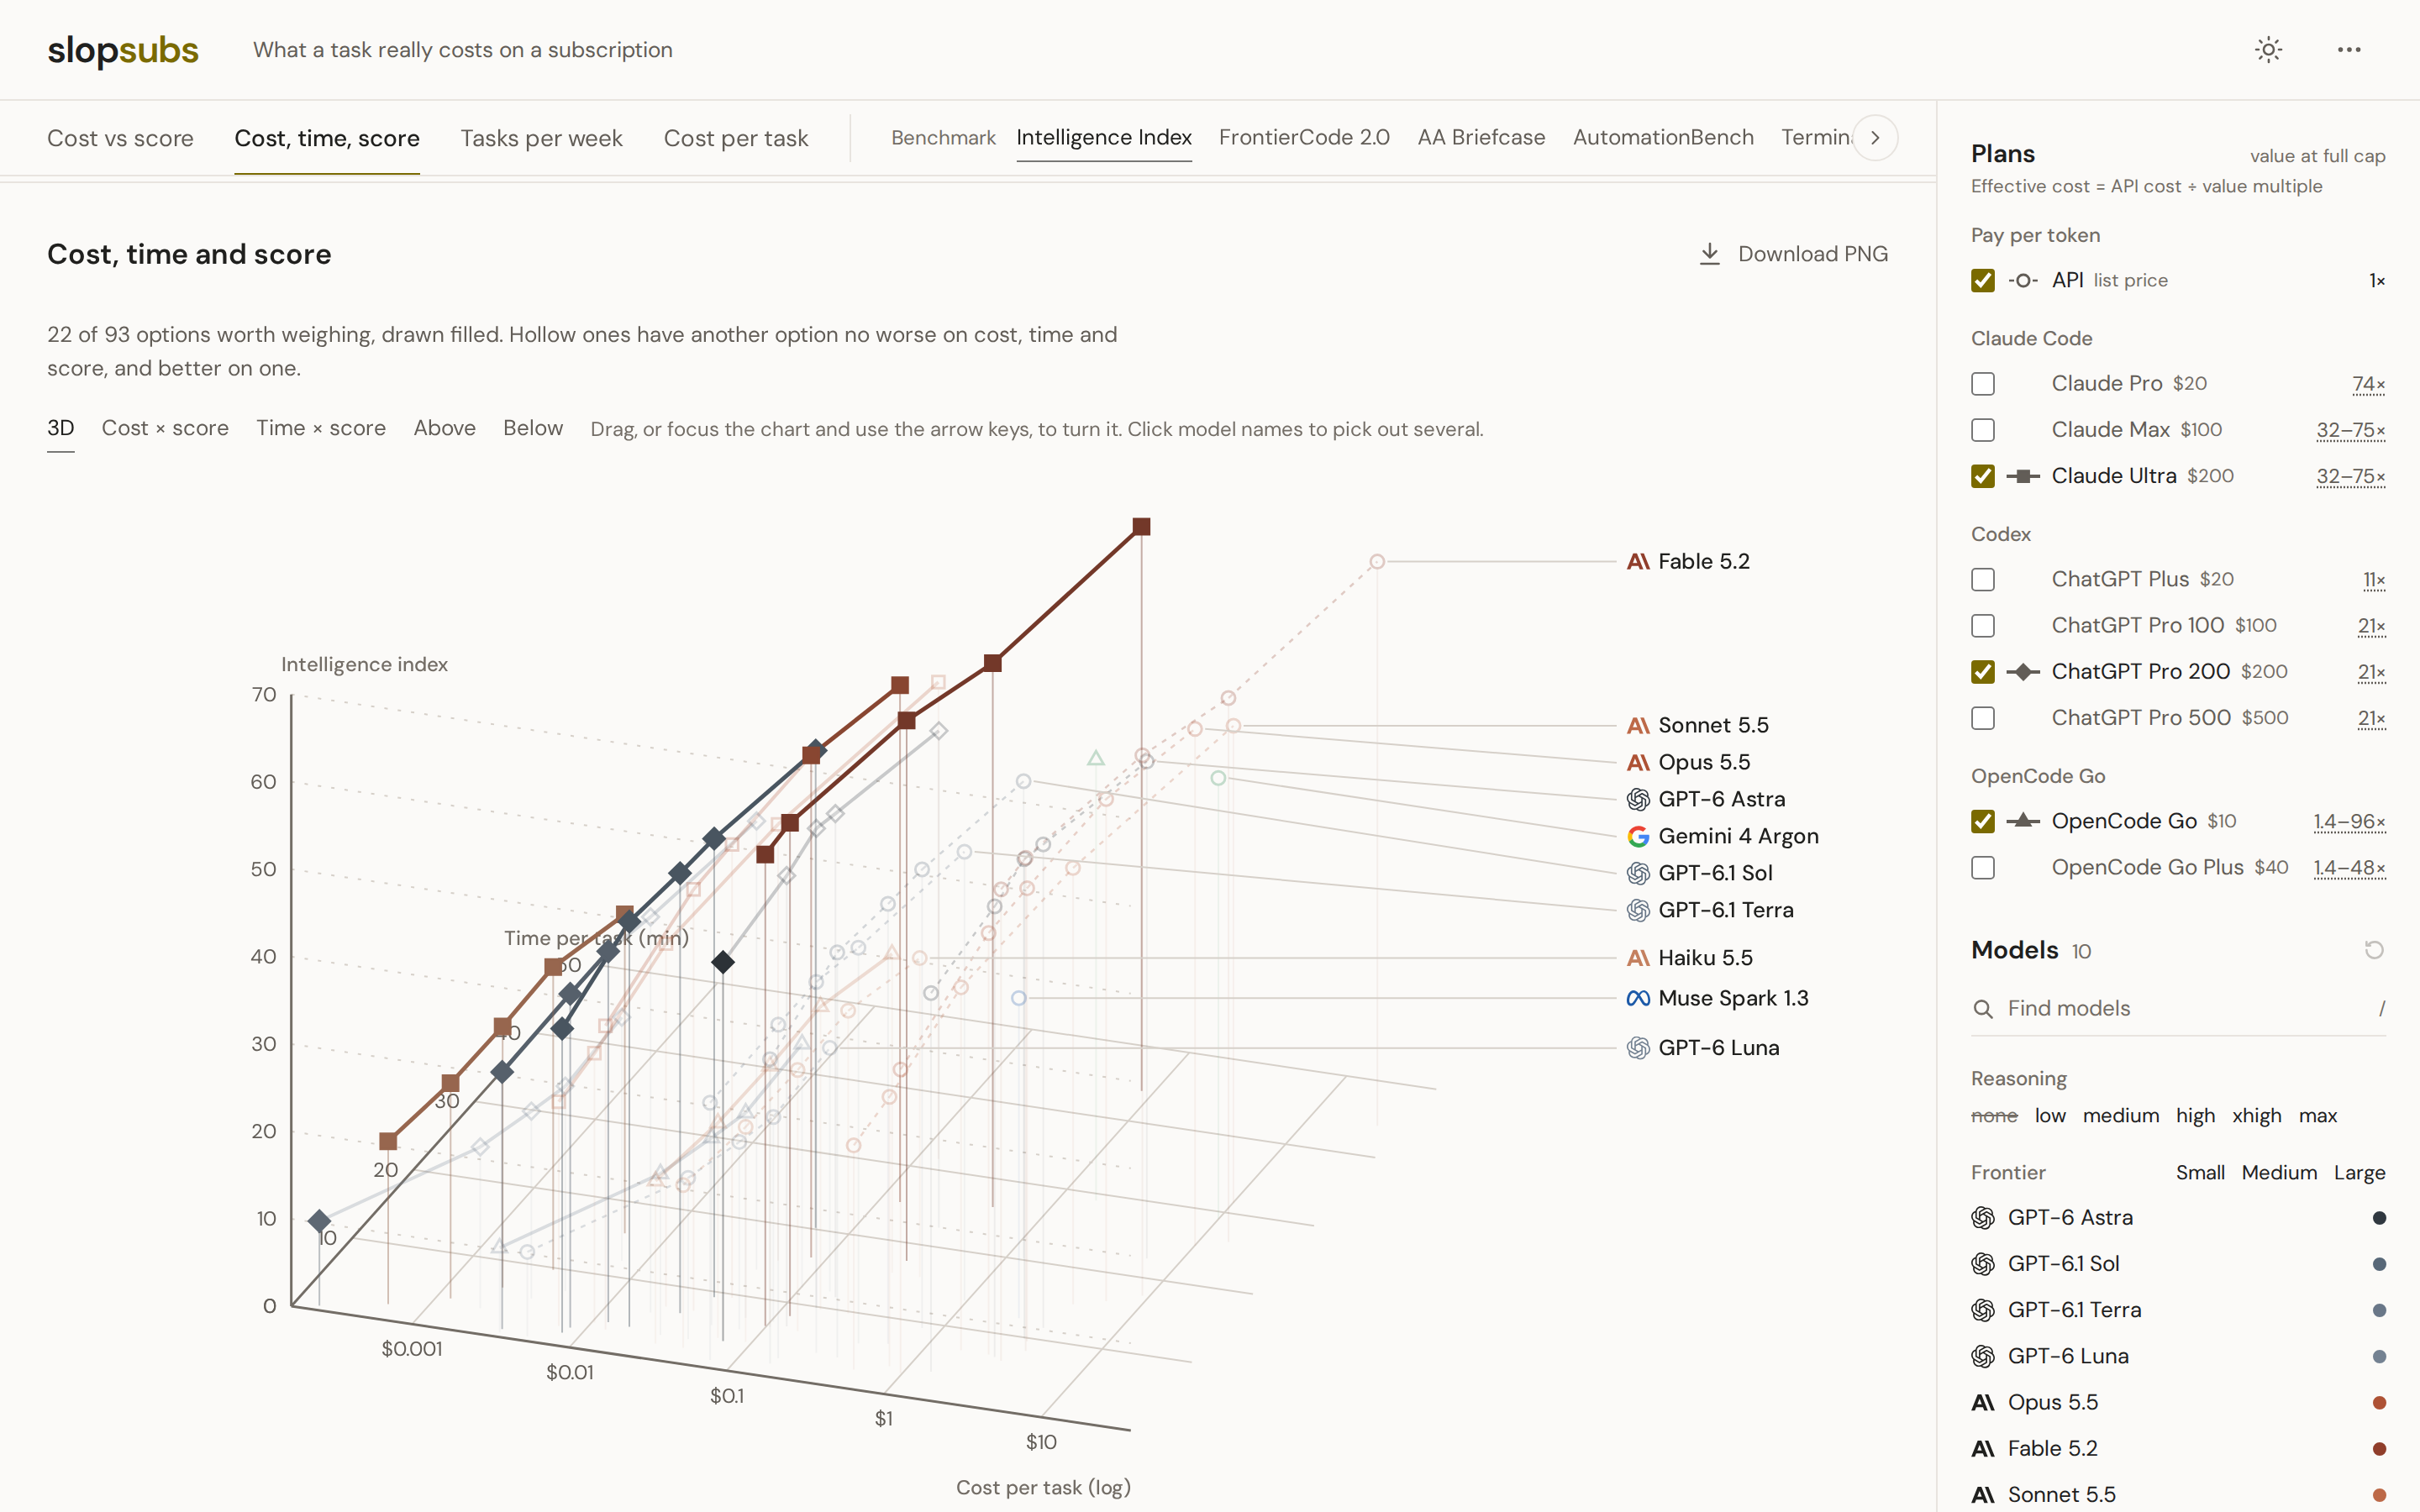 slopsubs
What a task really costs on a subscription
Cost vs score
Cost, time, score
Tasks per week
Cost per task
Benchmark
Intelligence Index
FrontierCode 2.0
AA Briefcase
AutomationBench
Cost, time and score
Download PNG
22 of 93 options worth weighing, drawn filled. Hollow ones have another option no worse on cost, time and
score, and better on one.
3D
Cost × score
Time × score
Above
Below
Drag, or focus the chart and use the arrow keys, to turn it. Click model names to pick out several.
Intelligence index
70
60
50
40
30
20
10
0
Time per task (min)
30
20
10
$0.001
$0.01
$0.1
$1
$10
Cost per task (log)
Fable 5.2
Sonnet 5.5
Opus 5.5
GPT-6 Astra
Gemini 4 Argon
GPT-6.1 Sol
GPT-6.1 Terra
Haiku 5.5
Muse Spark 1.3
GPT-6 Luna
Plans
value at full cap
Effective cost = API cost ÷ value multiple
Pay per token
API list price 1×
Claude Code
Claude Pro $20 74×
Claude Max $100 32–75×
Claude Ultra $200 32–75×
Codex
ChatGPT Plus $20 11×
ChatGPT Pro 100 $100 21×
ChatGPT Pro 200 $200 21×
ChatGPT Pro 500 $500 21×
OpenCode Go
OpenCode Go $10 1.4–96×
OpenCode Go Plus $40 1.4–48×
Models 10
Find models /
Reasoning
none low medium high xhigh max
Frontier Small Medium Large
GPT-6 Astra
GPT-6.1 Sol
GPT-6.1 Terra
GPT-6 Luna
Opus 5.5
Fable 5.2
Sonnet 5.5